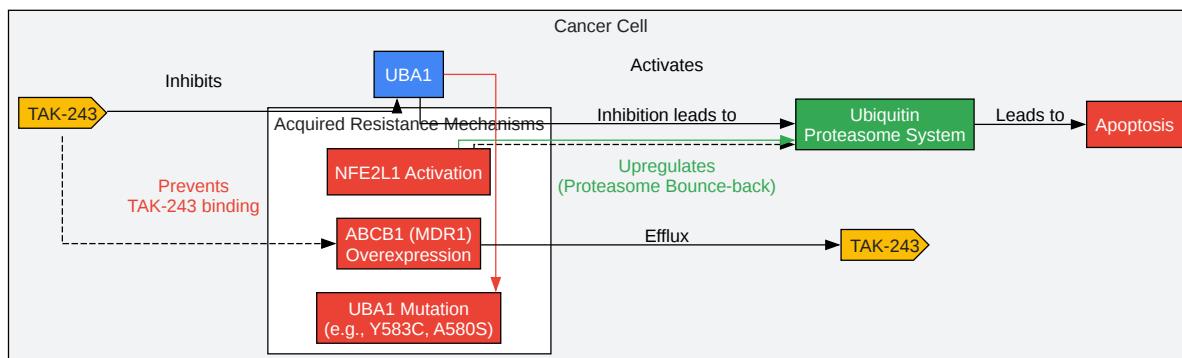 Cancer Cell
UBA1
Inhibits
Activates
TAK-243
Acquired Resistance Mechanisms
Inhibition leads to
Ubiquitin
Proteasome System
Leads to
Apoptosis
NFE2L1 Activation
Upregulates
(Proteasome Bounce-back)
Prevents
TAK-243 binding
ABCB1 (MDR1)
Overexpression
Efflux
TAK-243
UBA1 Mutation
(e.g., Y583C, A580S)